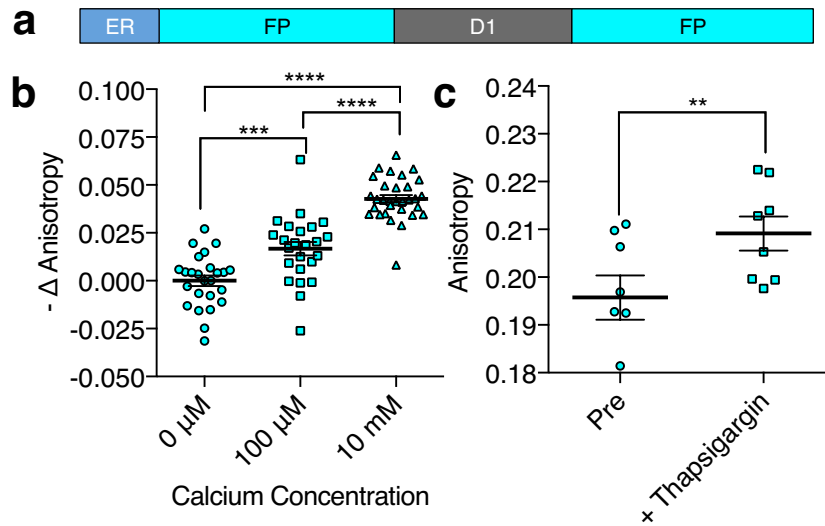 a
ER FP D1 FP
b
****
***
****
- Δ Anisotropy
0.100
0.075
0.050
0.025
0.000
-0.025
-0.050
0 µM
100 µM
10 mM
Calcium Concentration
c
**
Anisotropy
0.24
0.23
0.22
0.21
0.20
0.19
0.18
Pre
+ Thapsigargin